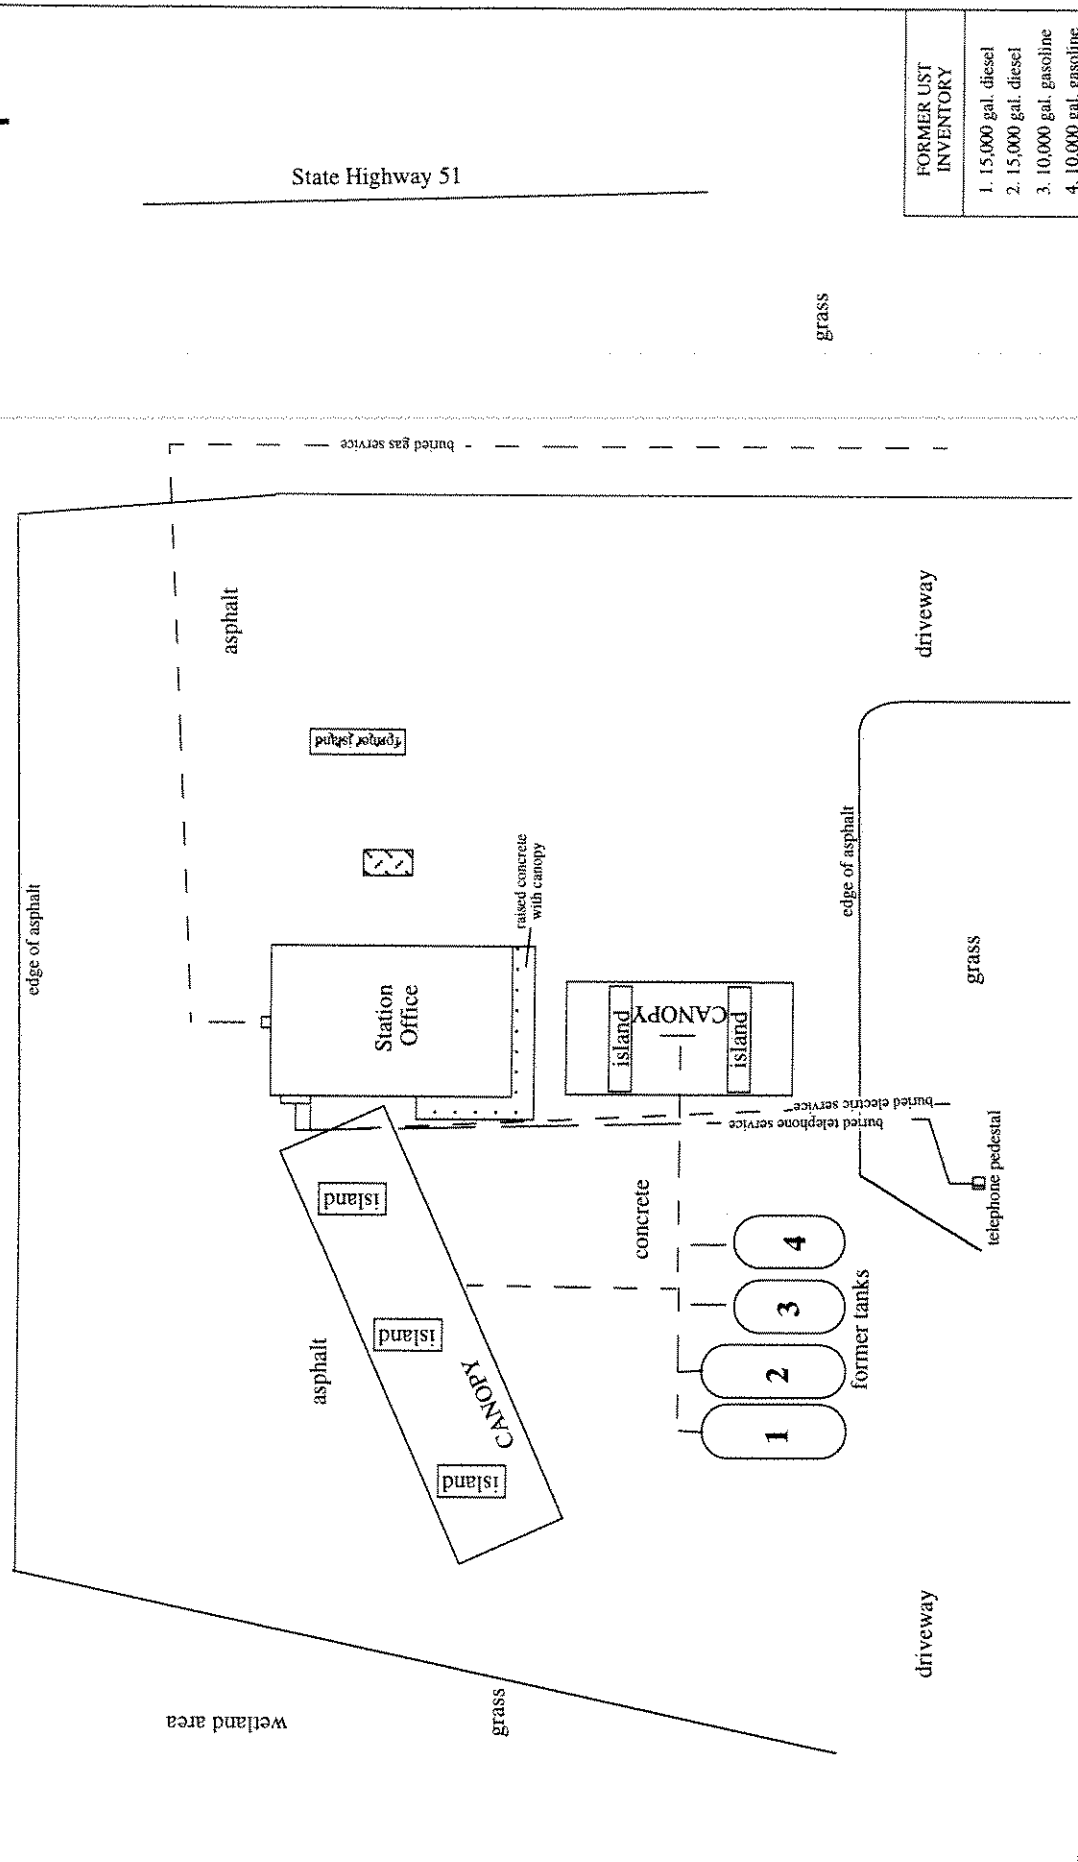 State Highway 51
FORMER UST
INVENTORY
1. 15,000 gal. diesel
2. 15,000 gal. diesel
3. 10,000 gal. gasoline
4. 10,000 gal. gasoline
grass
buried gas service
asphalt
driveway
former island
edge of asphalt
edge of asphalt
raised concrete
with canopy
Station
Office
island
CANOPY
island
grass
buried electric service
buried telephone service
telephone pedestal
concrete
island
island
island
CANOPY
asphalt
4
3
2
1
former tanks
driveway
grass
wetland area